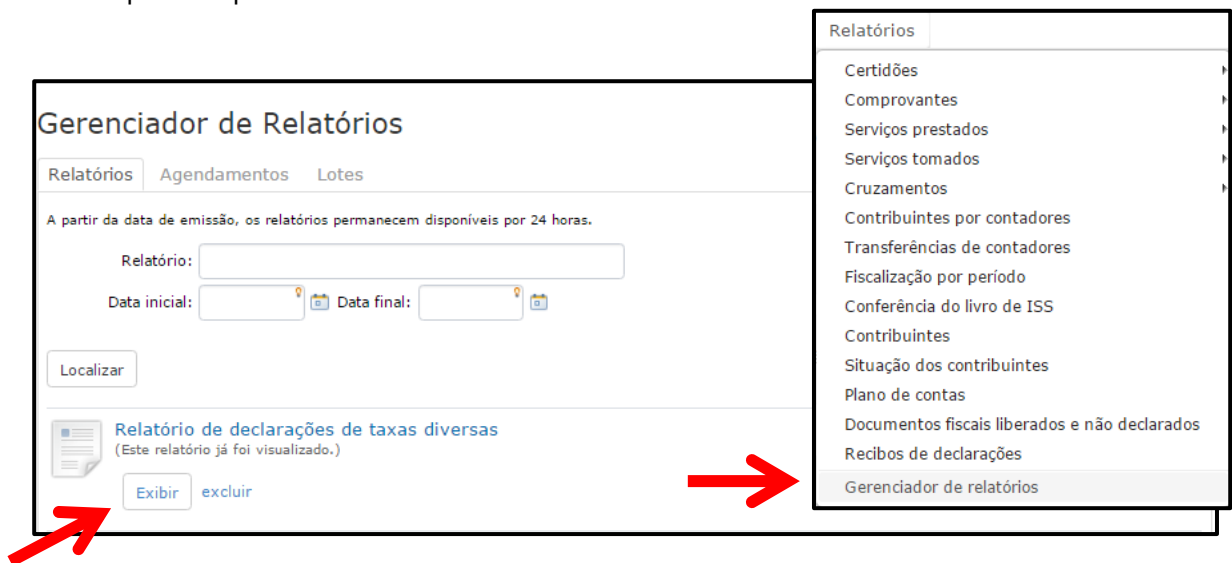 Relatórios
Certidões
Comprovantes
Serviços prestados
Serviços tomados
Cruzamentos
Contribuintes por contadores
Transferências de contadores
Fiscalização por período
Conferência do livro de ISS
Contribuintes
Situação dos contribuintes
Plano de contas
Documentos fiscais liberados e não declarados
Recibos de declarações
Gerenciador de relatórios
Gerenciador de Relatórios
Relatórios Agendamentos Lotes
A partir da data de emissão, os relatórios permanecem disponíveis por 24 horas.
Relatório:
Data inicial: Data final:
Localizar
Relatório de declarações de taxas diversas
(Este relatório já foi visualizado.)
Exibir excluir